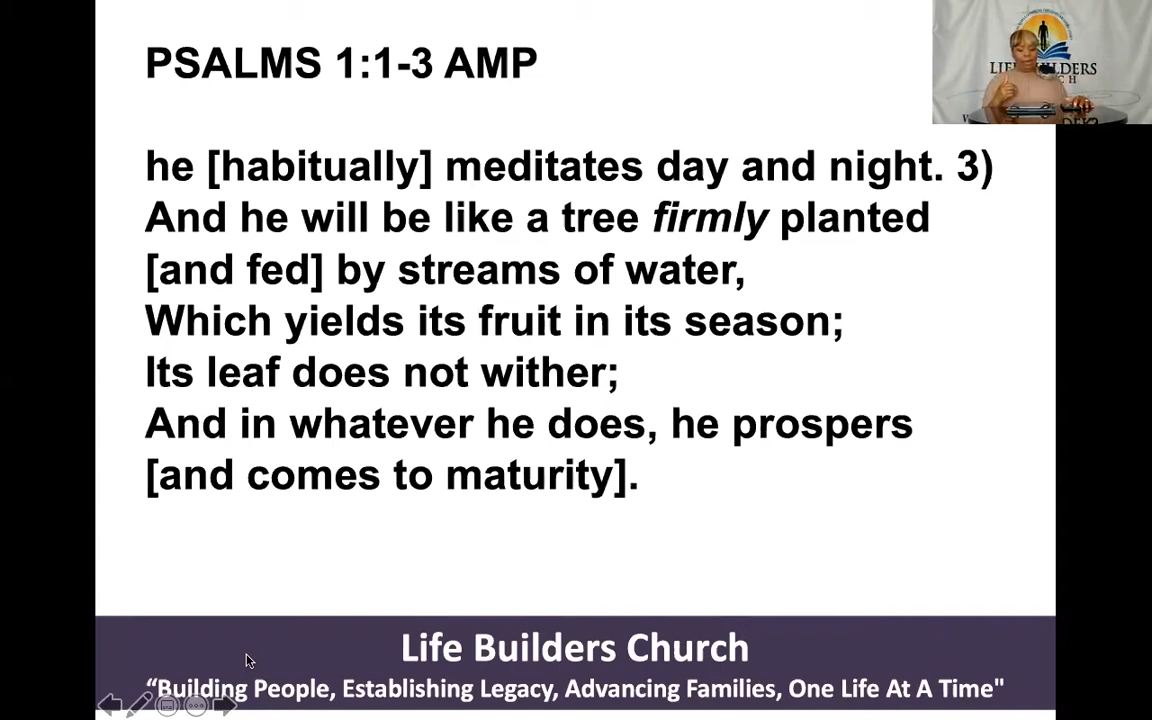 PSALMS 1:1-3 AMP
he [habitually] meditates day and night. 3)
And he will be like a tree firmly planted
[and fed] by streams of water,
Which yields its fruit in its season;
Its leaf does not wither;
And in whatever he does, he prospers
[and comes to maturity].
Life Builders Church
“Building People, Establishing Legacy, Advancing Families, One Life At A Time"